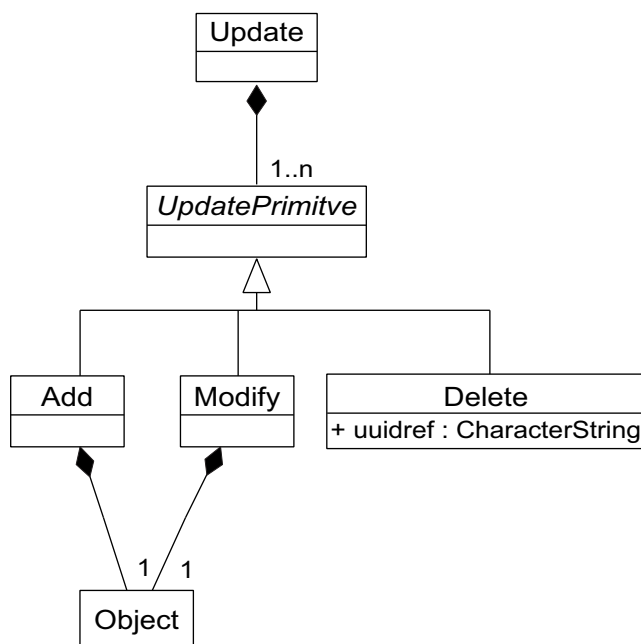 Update
1..n
UpdatePrimitve
Add
Modify
Delete
+ uuidref : CharacterString
1
1
Object